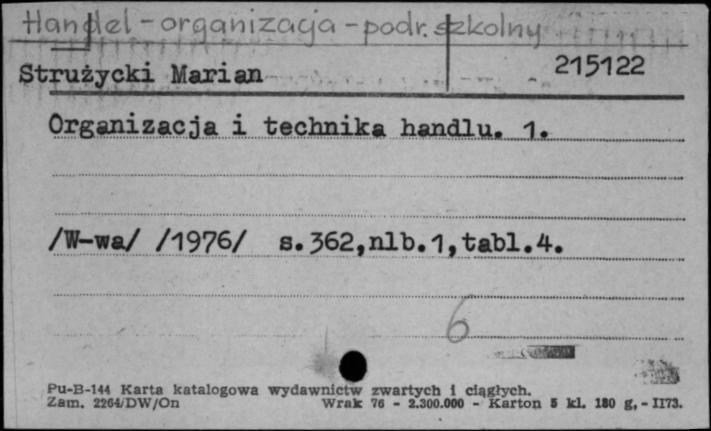 Handel - organizacja - podr. szkolny
Strużycki Marian 215122
Organizacja i technika handlu. 1.
/W-wa/ /1976/ s.362,nlb.1,tabl.4.
6
Pu-B-144 Karta katalogowa wydawnictw zwartych i ciągłych.
Zam. 2264/DW/On Wrak 76 - 2.300.000 - Karton 5 kl. 180 g, - II73.